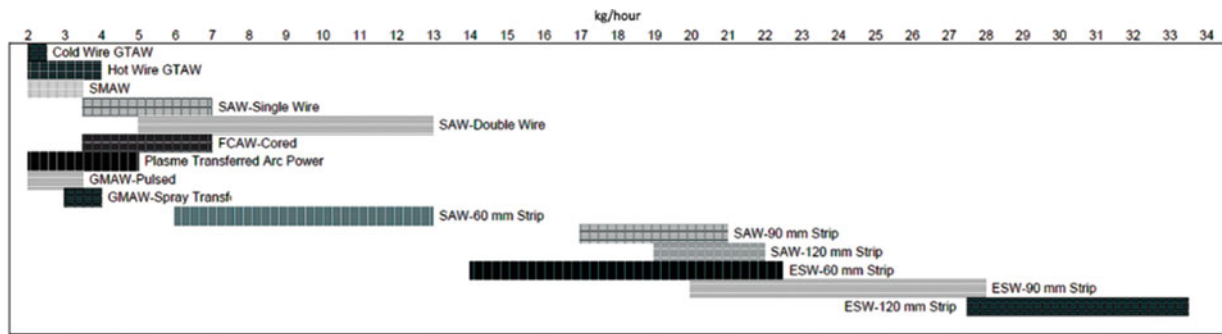 kg/hour
2 3 4 5 6 7 8 9 10 11 12 13 14 15 16 17 18 19 20 21 22 23 24 25 26 27 28 29 30 31 32 33 34
Cold Wire GTAW
Hot Wire GTAW
SMAW
SAW-Single Wire
SAW-Double Wire
FCAW-Cored
Plasme Transferred Arc Power
GMAW-Pulsed
GMAW-Spray Transf
SAW-60 mm Strip
SAW-90 mm Strip
SAW-120 mm Strip
ESW-60 mm Strip
ESW-90 mm Strip
ESW-120 mm Strip